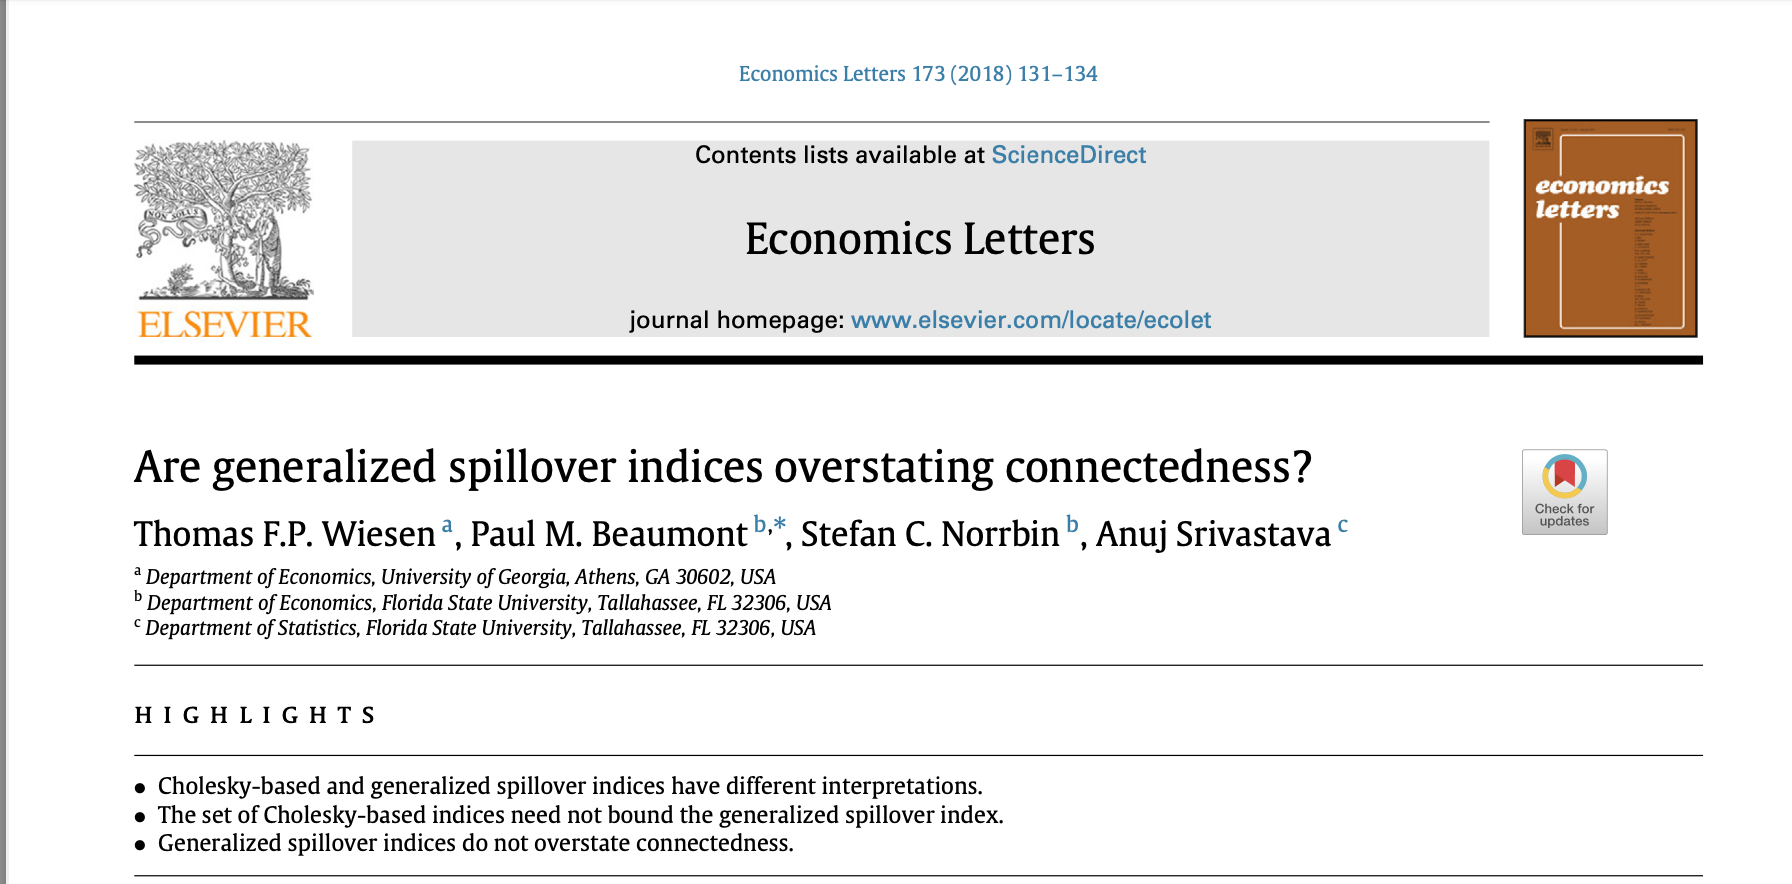 Economics Letters 173 (2018) 131–134
Contents lists available at ScienceDirect
Economics Letters
journal homepage: www.elsevier.com/locate/ecolet
NON SOLUS
ELSEVIER
economics
letters
Are generalized spillover indices overstating connectedness?
Check for
updates
Thomas F.P. Wiesen a, Paul M. Beaumont b,*, Stefan C. Norrbin b, Anuj Srivastava c
a Department of Economics, University of Georgia, Athens, GA 30602, USA
b Department of Economics, Florida State University, Tallahassee, FL 32306, USA
c Department of Statistics, Florida State University, Tallahassee, FL 32306, USA
HIGHLIGHTS
• Cholesky-based and generalized spillover indices have different interpretations.
• The set of Cholesky-based indices need not bound the generalized spillover index.
• Generalized spillover indices do not overstate connectedness.